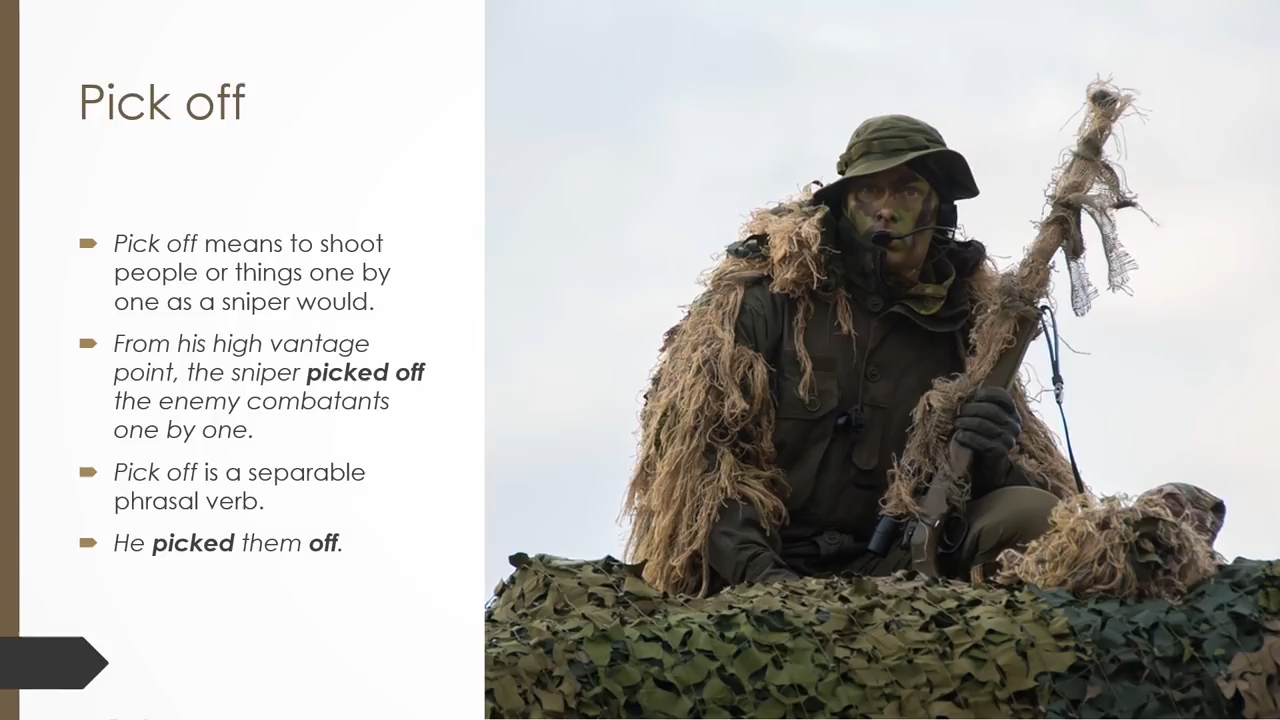 Pick off
Pick off means to shoot
people or things one by
one as a sniper would.
From his high vantage
point, the sniper picked off
the enemy combatants
one by one.
Pick off is a separable
phrasal verb.
He picked them off.